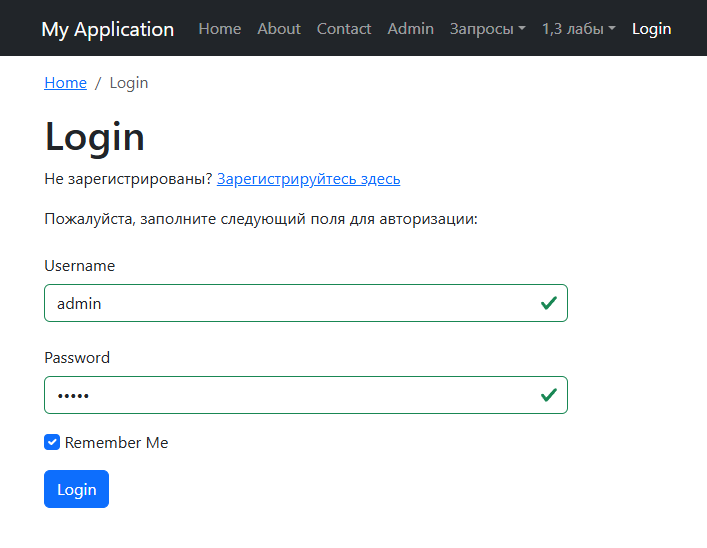 My Application Home About Contact Admin Запросы 1,3 лабы Login
Home / Login
Login
Не зарегистрированы? Зарегистрируйтесь здесь
Пожалуйста, заполните следующий поля для авторизации:
Username
admin
Password
•••••
Remember Me
Login